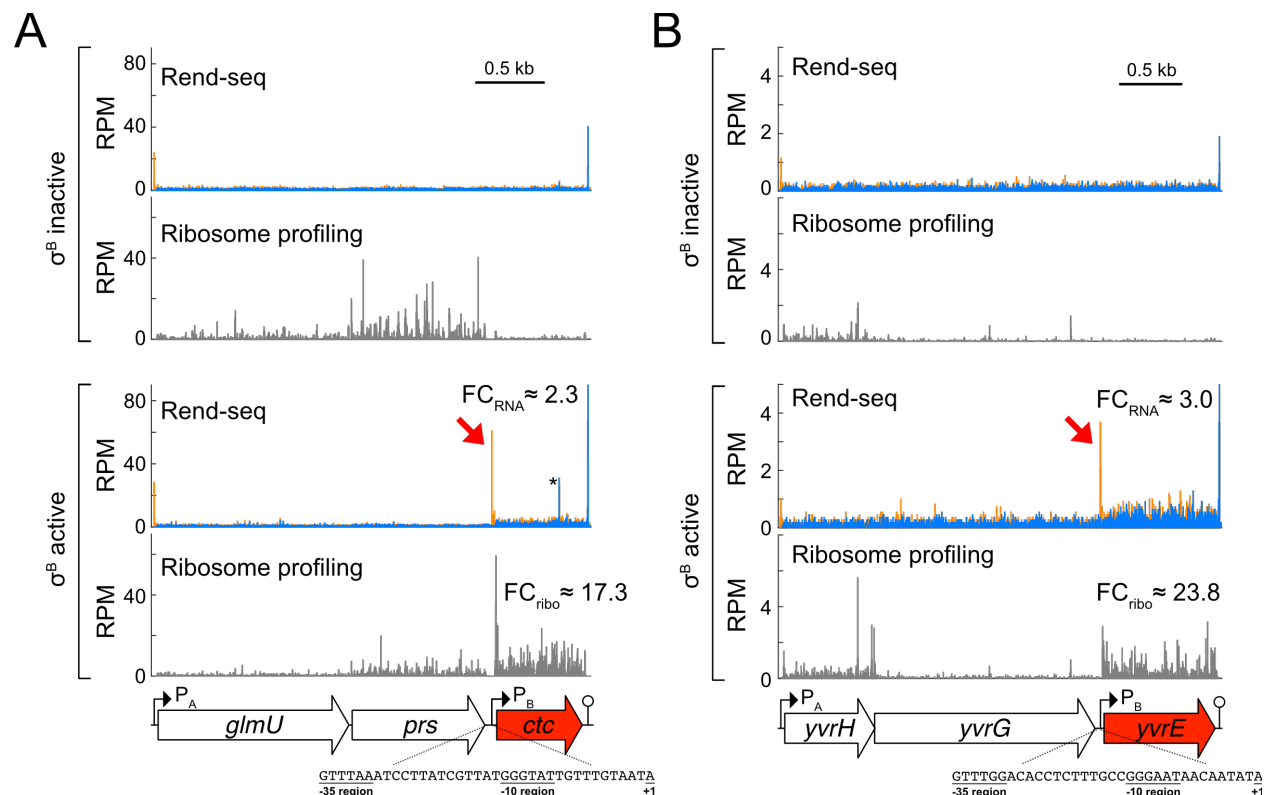 A
80
40
0
RPM
Rend-seq
0.5 kb
σB inactive
40
0
RPM
Ribosome profiling
80
40
0
RPM
Rend-seq
FCRNA≈ 2.3
*
σB active
40
0
RPM
Ribosome profiling
FCribo≈ 17.3
PA
PB
glmU
prs
ctc
GTTTAAATCCTTATCGTTATGGGTATTGTTTGTAATA
-35 region
-10 region
+1
B
4
2
0
RPM
Rend-seq
0.5 kb
σB inactive
4
0
RPM
Ribosome profiling
4
2
0
RPM
Rend-seq
FCRNA≈ 3.0
σB active
4
0
RPM
Ribosome profiling
FCribo≈ 23.8
PA
PB
yvrH
yvrG
yvrE
GTTTGGACACCTCTTTGCCGGGAATAACAATATA
-35 region
-10 region
+1